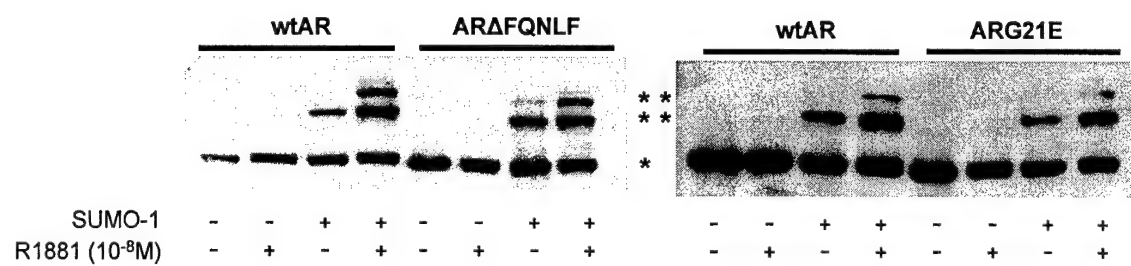 wtAR ARΔFQNLF wtAR ARG21E
* * *
* * *
* *
SUMO-1 - - + + - - + + - - + + - - + +
R1881 (10⁻⁸M) - + - + - + - + - + - + - + - +